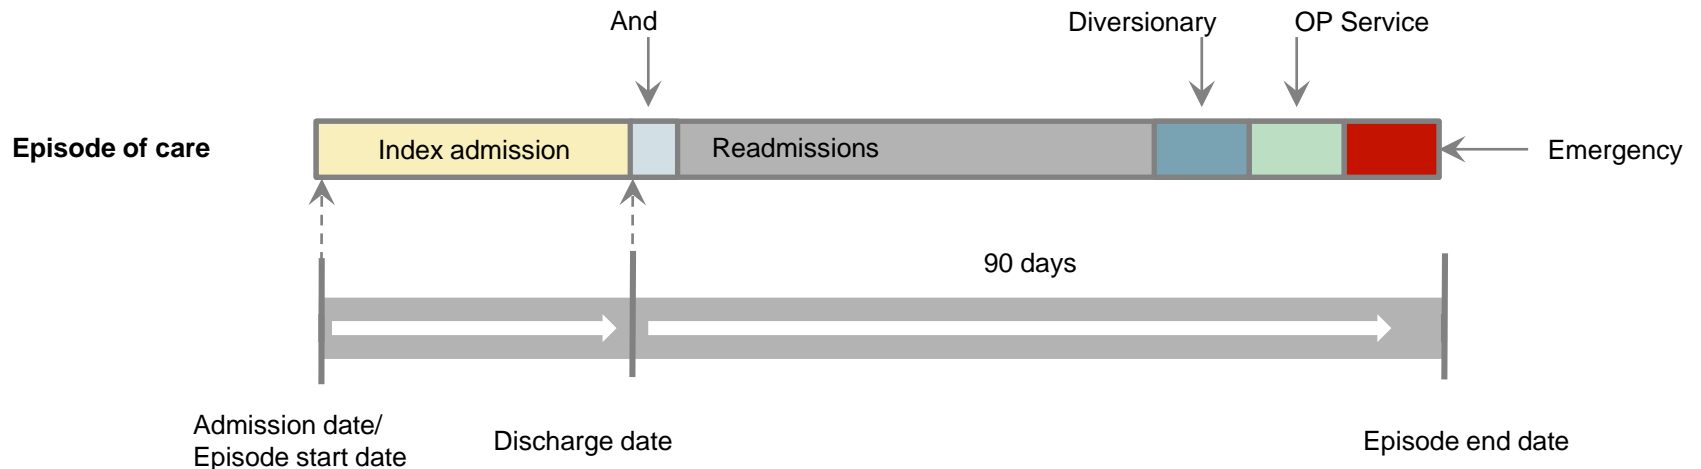 And
Diversionary
OP Service
Episode of care
Index admission
Readmissions
Emergency
90 days
Admission date/
Episode start date
Discharge date
Episode end date